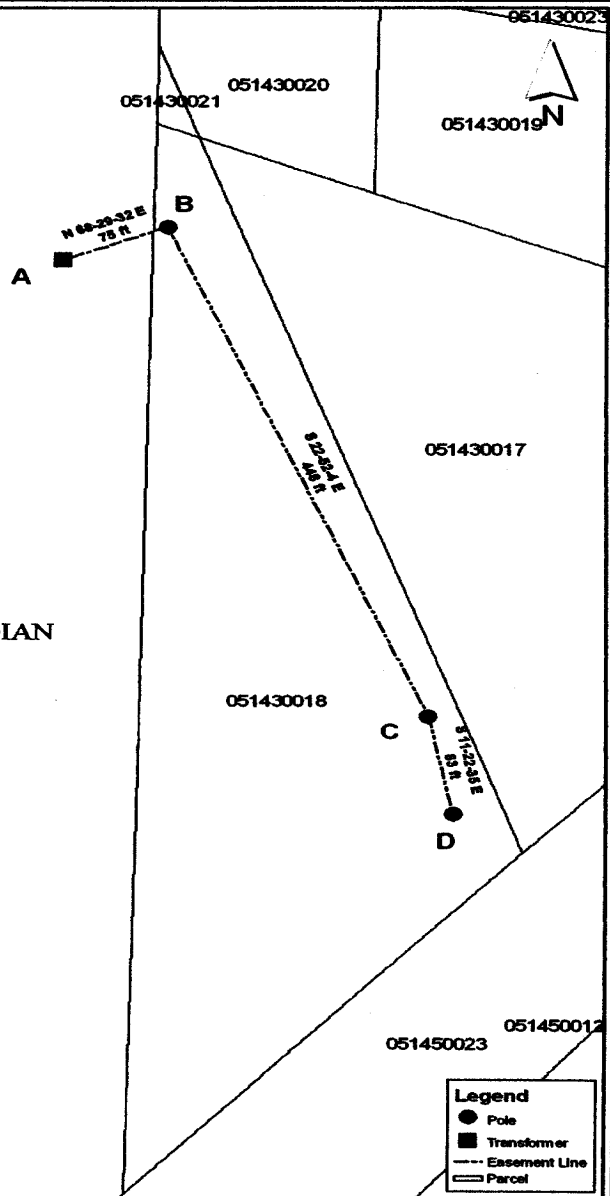 051430023
051430020
051430021
051430019
N
B
N 68-29-32 E
75 ft
A
S 22-52-4 E
448 ft
051430017
IAN
051430018
C
S 11-22-35 E
53 ft
D
051450012
051450023
Legend
Pole
Transformer
Easement Line
Parcel